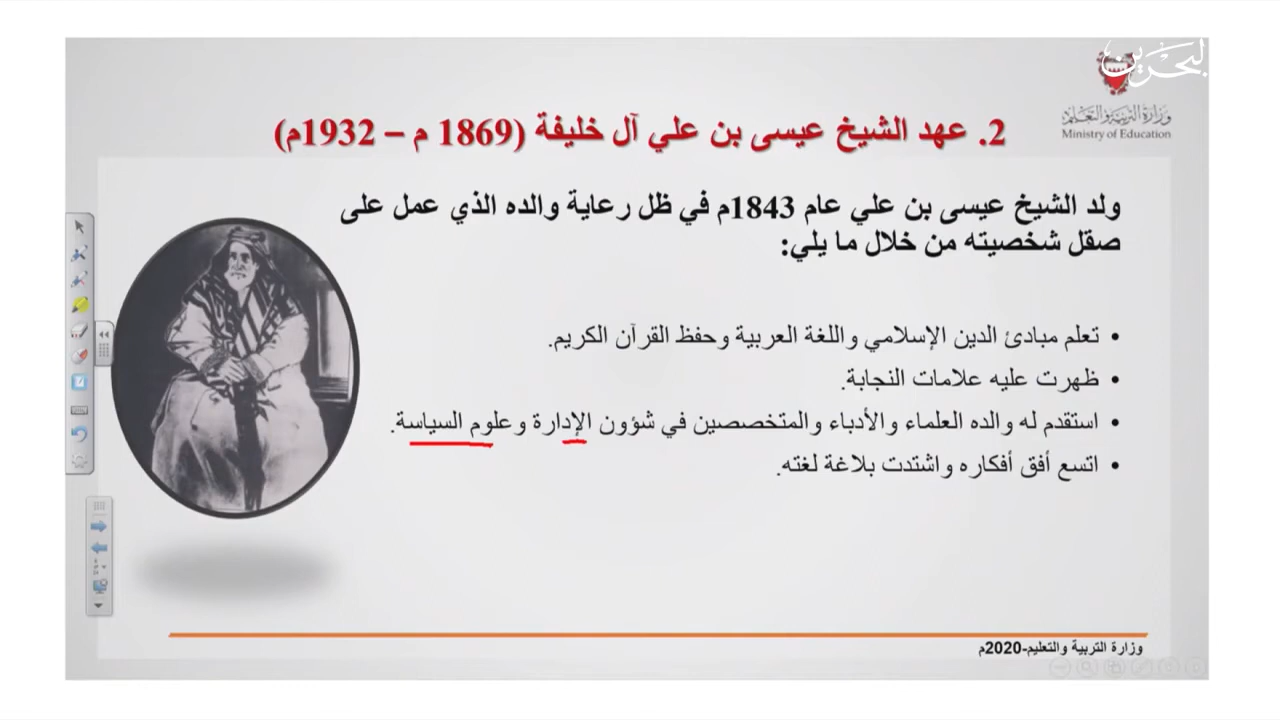 البحرين
وزارة التربية والتعليم
Ministry of Education
2. عهد الشيخ عيسى بن علي آل خليفة (1869 م – 1932م)
ولد الشيخ عيسى بن علي عام 1843م في ظل رعاية والده الذي عمل على
صقل شخصيته من خلال ما يلي:
• تعلم مبادئ الدين الإسلامي واللغة العربية وحفظ القرآن الكريم.
• ظهرت عليه علامات النجابة.
• استقدم له والده العلماء والأدباء والمتخصصين في شؤون الإدارة وعلوم السياسة.
• اتسع أفق أفكاره واشتدت بلاغة لغته.
وزارة التربية والتعليم-2020م